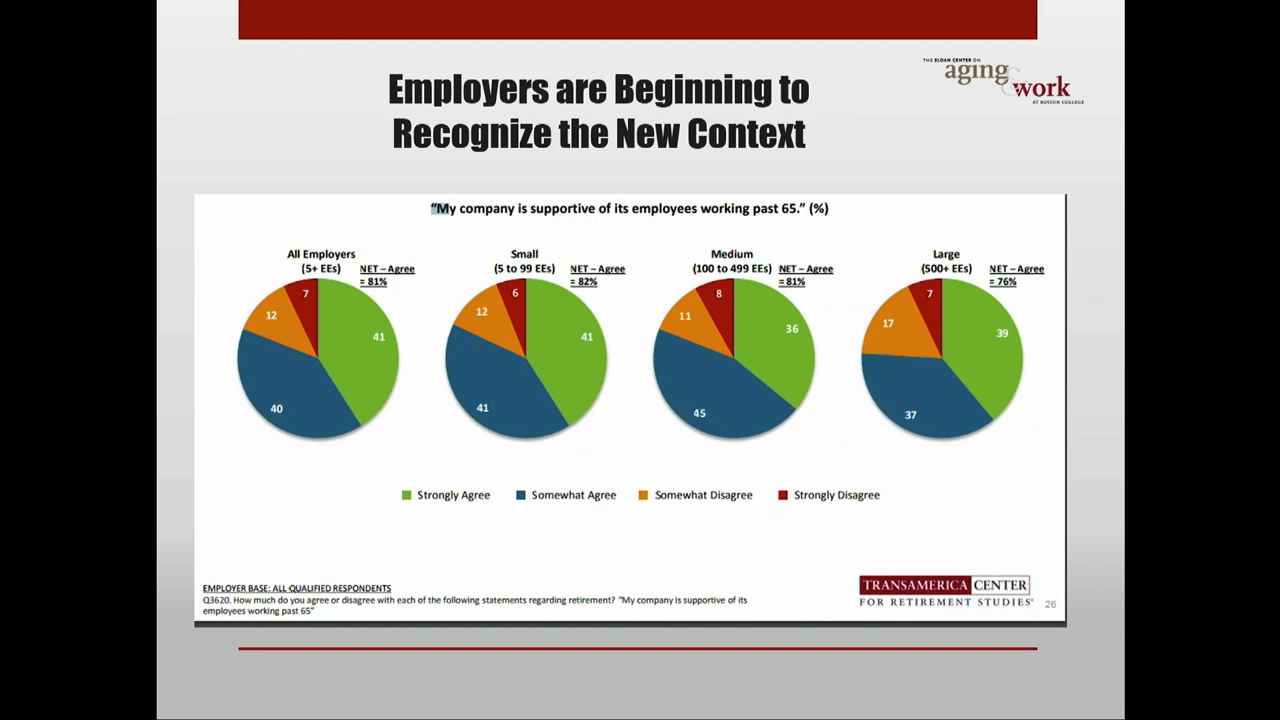 THE SLOAN CENTER ON
aging & work
AT BOSTON COLLEGE
Employers are Beginning to
Recognize the New Context
“My company is supportive of its employees working past 65.” (%)
All Employers
(5+ EEs)
NET – Agree
= 81%
7
12
41
40
Small
(5 to 99 EEs)
NET – Agree
= 82%
6
12
41
41
Medium
(100 to 499 EEs)
NET – Agree
= 81%
8
11
36
45
Large
(500+ EEs)
NET – Agree
= 76%
7
17
39
37
Strongly Agree
Somewhat Agree
Somewhat Disagree
Strongly Disagree
EMPLOYER BASE: ALL QUALIFIED RESPONDENTS
Q3620. How much do you agree or disagree with each of the following statements regarding retirement? “My company is supportive of its
employees working past 65”
TRANSAMERICA CENTER
FOR RETIREMENT STUDIES®
26